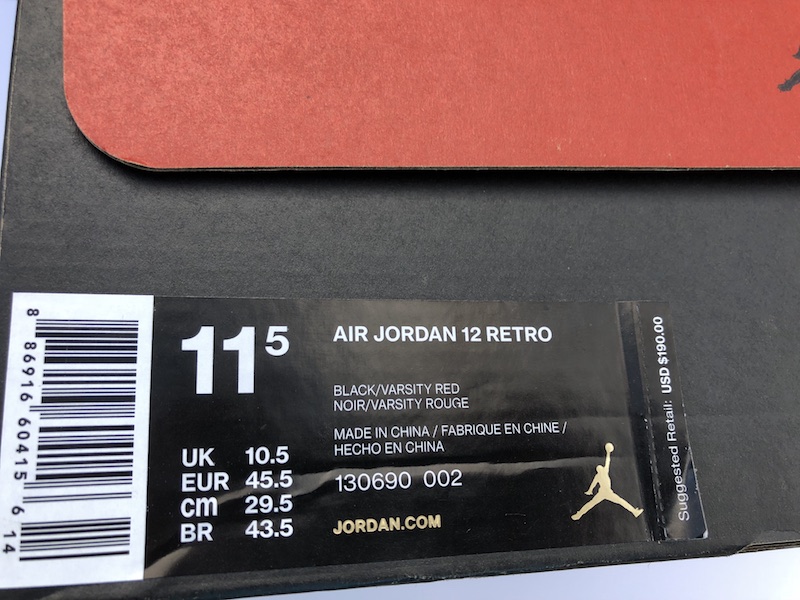 8 86916 60415 6 14
11 5
UK 10.5
EUR 45.5
cm 29.5
BR 43.5
AIR JORDAN 12 RETRO
BLACK/VARSITY RED
NOIR/VARSITY ROUGE
MADE IN CHINA / FABRIQUE EN CHINE /
HECHO EN CHINA
130690 002
JORDAN.COM
Suggested Retail: USD $190.00